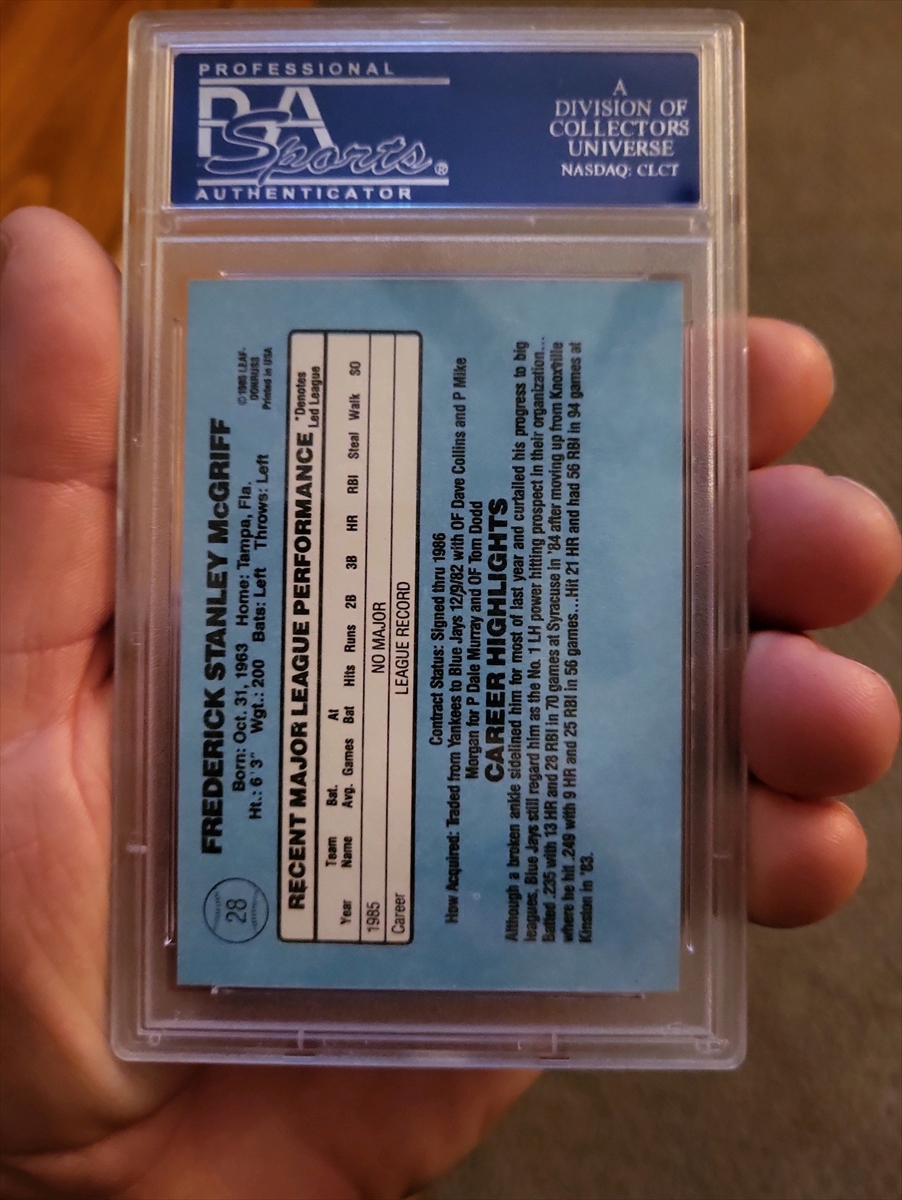 PROFESSIONAL
PSA
Sports®
AUTHENTICATOR
A
DIVISION OF
COLLECTORS
UNIVERSE
NASDAQ: CLCT
28
FREDERICK STANLEY McGRIFF
Born: Oct. 31, 1963 Home: Tampa, Fla.
Ht.: 6'3" Wgt.: 200 Bats: Left Throws: Left
LEAF-
DONRUSS
Printed in USA
RECENT MAJOR LEAGUE PERFORMANCE
*Denotes
Led League
Year Team Name Bat. Avg. Games At Bat Hits Runs 2B 3B HR RBI Steal Walk SO
1985 NO MAJOR
Career LEAGUE RECORD
Contract Status: Signed thru 1986
How Acquired: Traded from Yankees to Blue Jays 12/9/82 with OF Dave Collins and P Mike
Morgan for P Dale Murray and OF Tom Dodd
CAREER HIGHLIGHTS
Although a broken ankle sidelined him for most of last year and curtailed his progress to big
leagues, Blue Jays still regard him as the No. 1 LH power hitting prospect in their organization...
Batted .235 with 13 HR and 28 RBI in 70 games at Syracuse in '84 after moving up from Knoxville
where he hit .249 with 9 HR and 25 RBI in 56 games...Hit 21 HR and had 56 RBI in 94 games at
Kinston in '83.